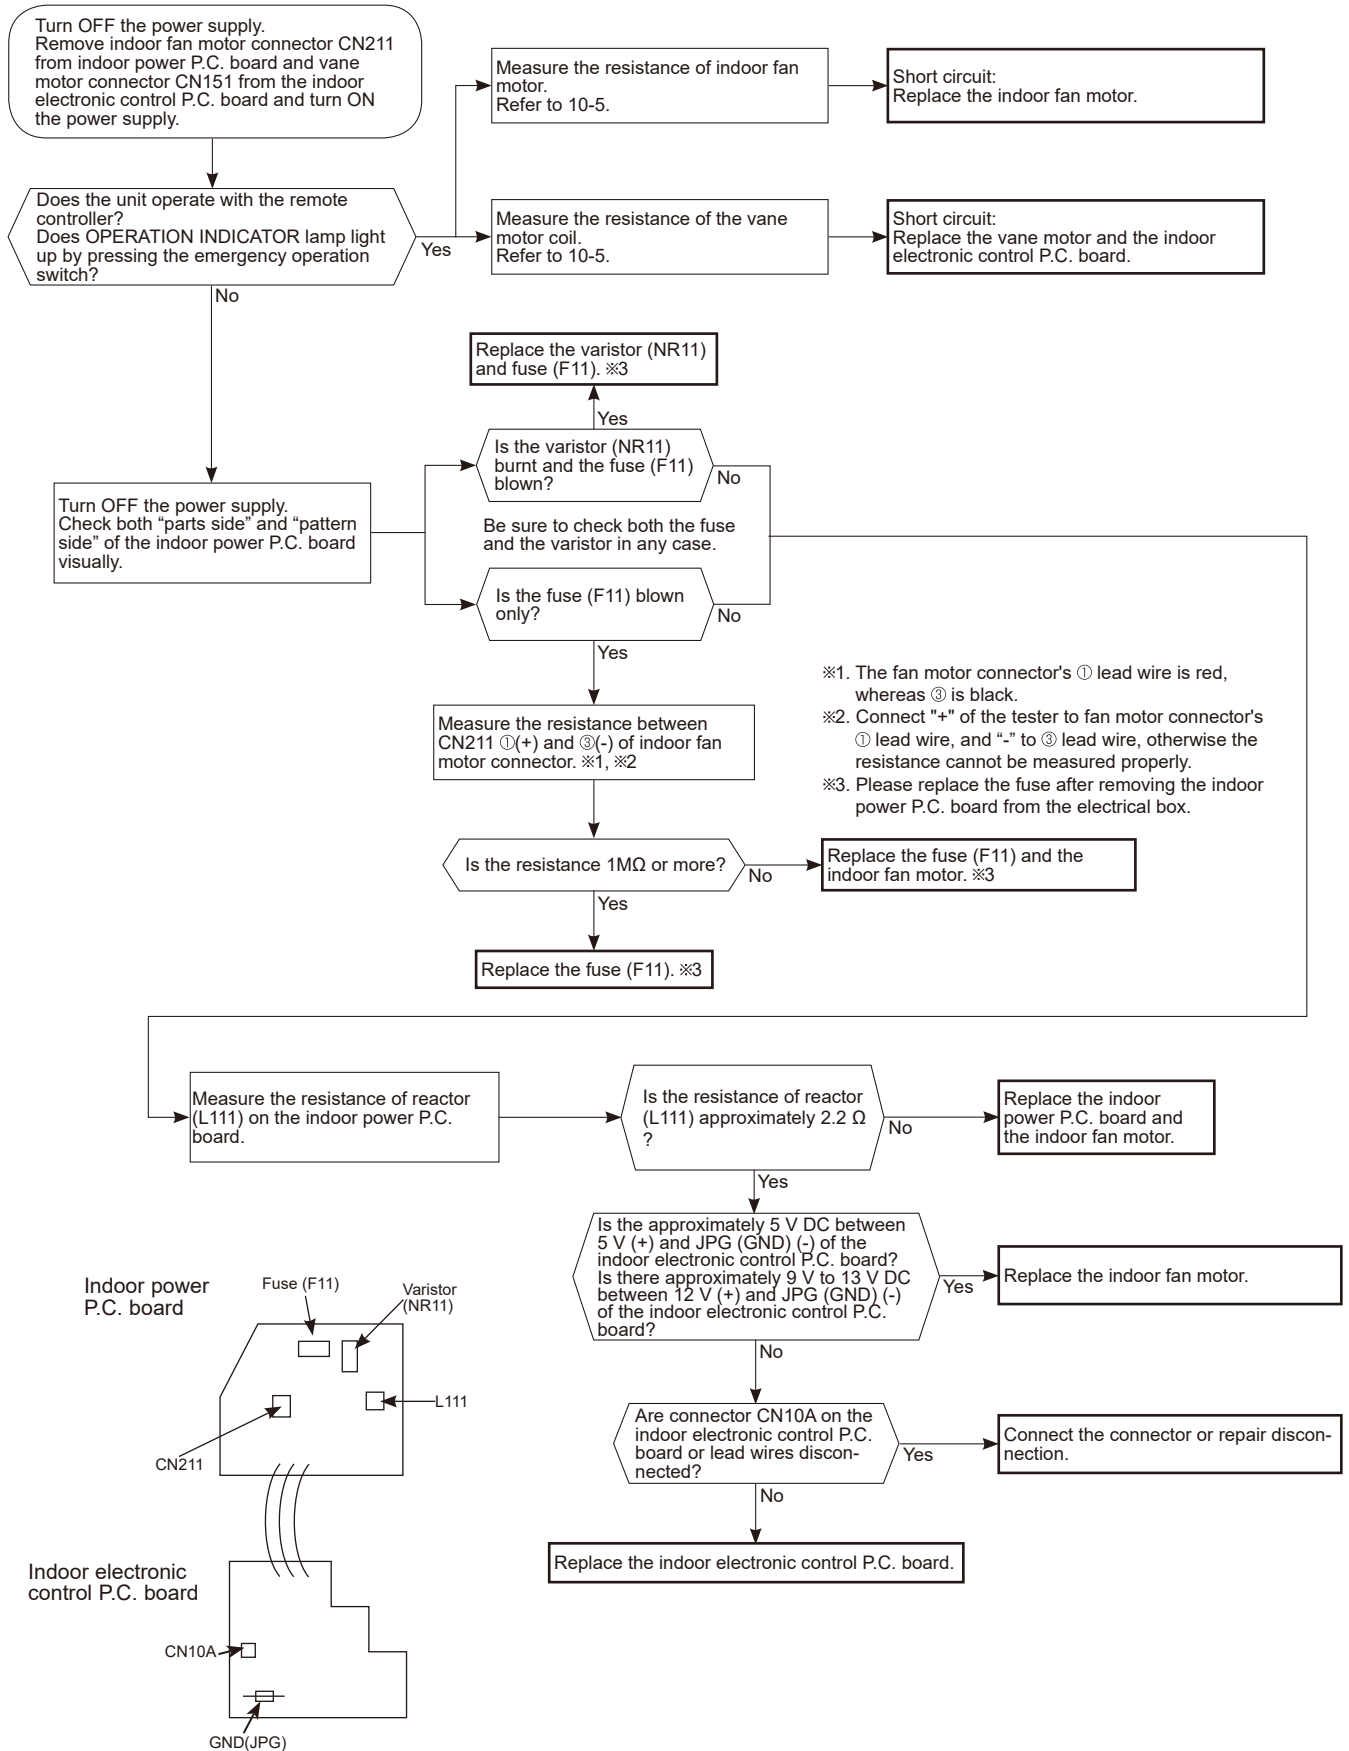 Turn OFF the power supply.
Remove indoor fan motor connector CN211
from indoor power P.C. board and vane
motor connector CN151 from the indoor
electronic control P.C. board and turn ON
the power supply.
Measure the resistance of indoor fan
motor.
Refer to 10-5.
Short circuit:
Replace the indoor fan motor.
Does the unit operate with the remote
controller?
Does OPERATION INDICATOR lamp light
up by pressing the emergency operation
switch?
Yes
Measure the resistance of the vane
motor coil.
Refer to 10-5.
Short circuit:
Replace the vane motor and the indoor
electronic control P.C. board.
No
Replace the varistor (NR11)
and fuse (F11). ※3
Yes
Is the varistor (NR11)
burnt and the fuse (F11)
blown?
No
Turn OFF the power supply.
Check both “parts side” and “pattern
side” of the indoor power P.C. board
visually.
Be sure to check both the fuse
and the varistor in any case.
Is the fuse (F11) blown
only?
No
Yes
Measure the resistance between
CN211 ①(+) and ③(-) of indoor fan
motor connector. ※1, ※2
※1. The fan motor connector's ① lead wire is red,
whereas ③ is black.
※2. Connect "+" of the tester to fan motor connector's
① lead wire, and “-” to ③ lead wire, otherwise the
resistance cannot be measured properly.
※3. Please replace the fuse after removing the indoor
power P.C. board from the electrical box.
Is the resistance 1MΩ or more?
No
Replace the fuse (F11) and the
indoor fan motor. ※3
Yes
Replace the fuse (F11). ※3
Measure the resistance of reactor
(L111) on the indoor power P.C.
board.
Is the resistance of reactor
(L111) approximately 2.2 Ω
?
No
Replace the indoor
power P.C. board and
the indoor fan motor.
Yes
Is the approximately 5 V DC between
5 V (+) and JPG (GND) (-) of the
indoor electronic control P.C. board?
Is there approximately 9 V to 13 V DC
between 12 V (+) and JPG (GND) (-)
of the indoor electronic control P.C.
board?
Yes
Replace the indoor fan motor.
No
Are connector CN10A on the
indoor electronic control P.C.
board or lead wires discon-
nected?
Yes
Connect the connector or repair discon-
nection.
No
Replace the indoor electronic control P.C. board.
Indoor power
P.C. board
Fuse (F11)
Varistor
(NR11)
L111
CN211
Indoor electronic
control P.C. board
CN10A
GND(JPG)